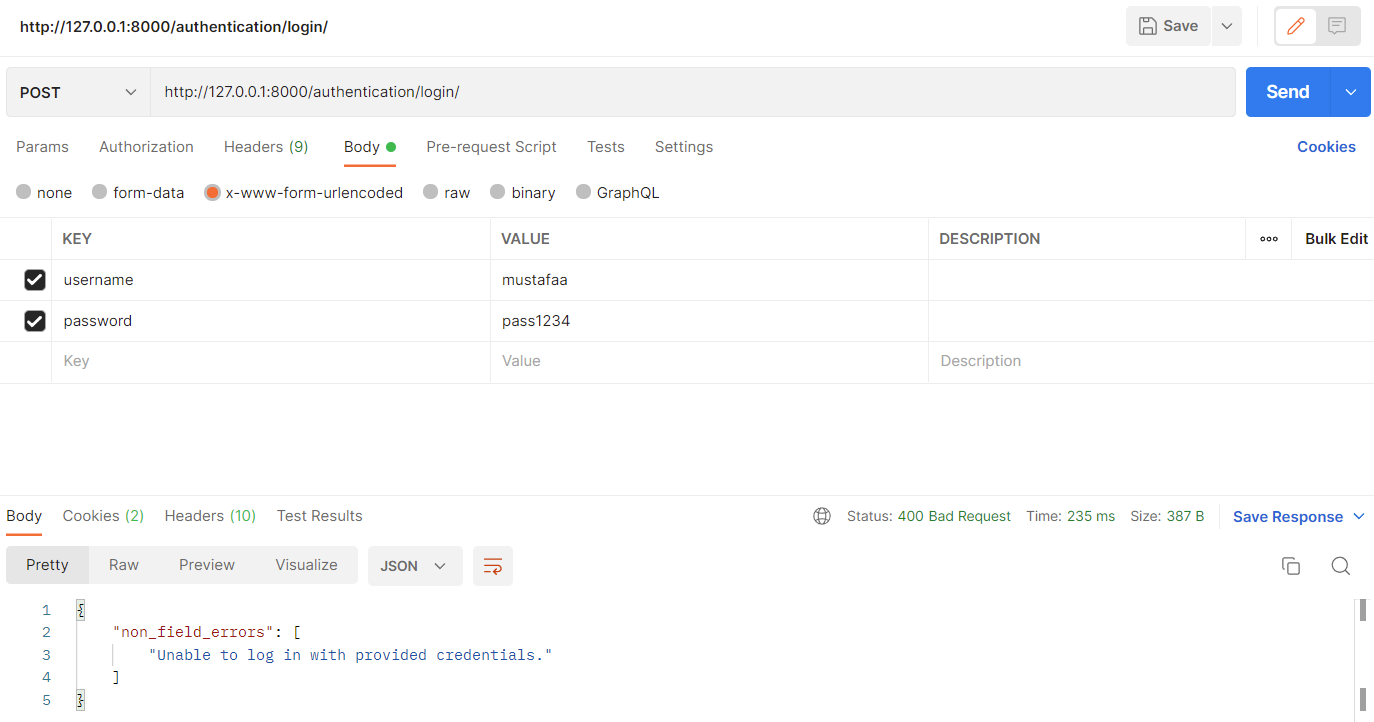 http://127.0.0.1:8000/authentication/login/
Save
POST
http://127.0.0.1:8000/authentication/login/
Send
Params Authorization Headers (9) Body Pre-request Script Tests Settings Cookies
none form-data x-www-form-urlencoded raw binary GraphQL
KEY VALUE DESCRIPTION ooo Bulk Edit
username mustafaa
password pass1234
Key Value Description
Body Cookies (2) Headers (10) Test Results Status: 400 Bad Request Time: 235 ms Size: 387 B Save Response
Pretty Raw Preview Visualize JSON
1 {
2 "non_field_errors": [
3 "Unable to log in with provided credentials."
4 ]
5 }